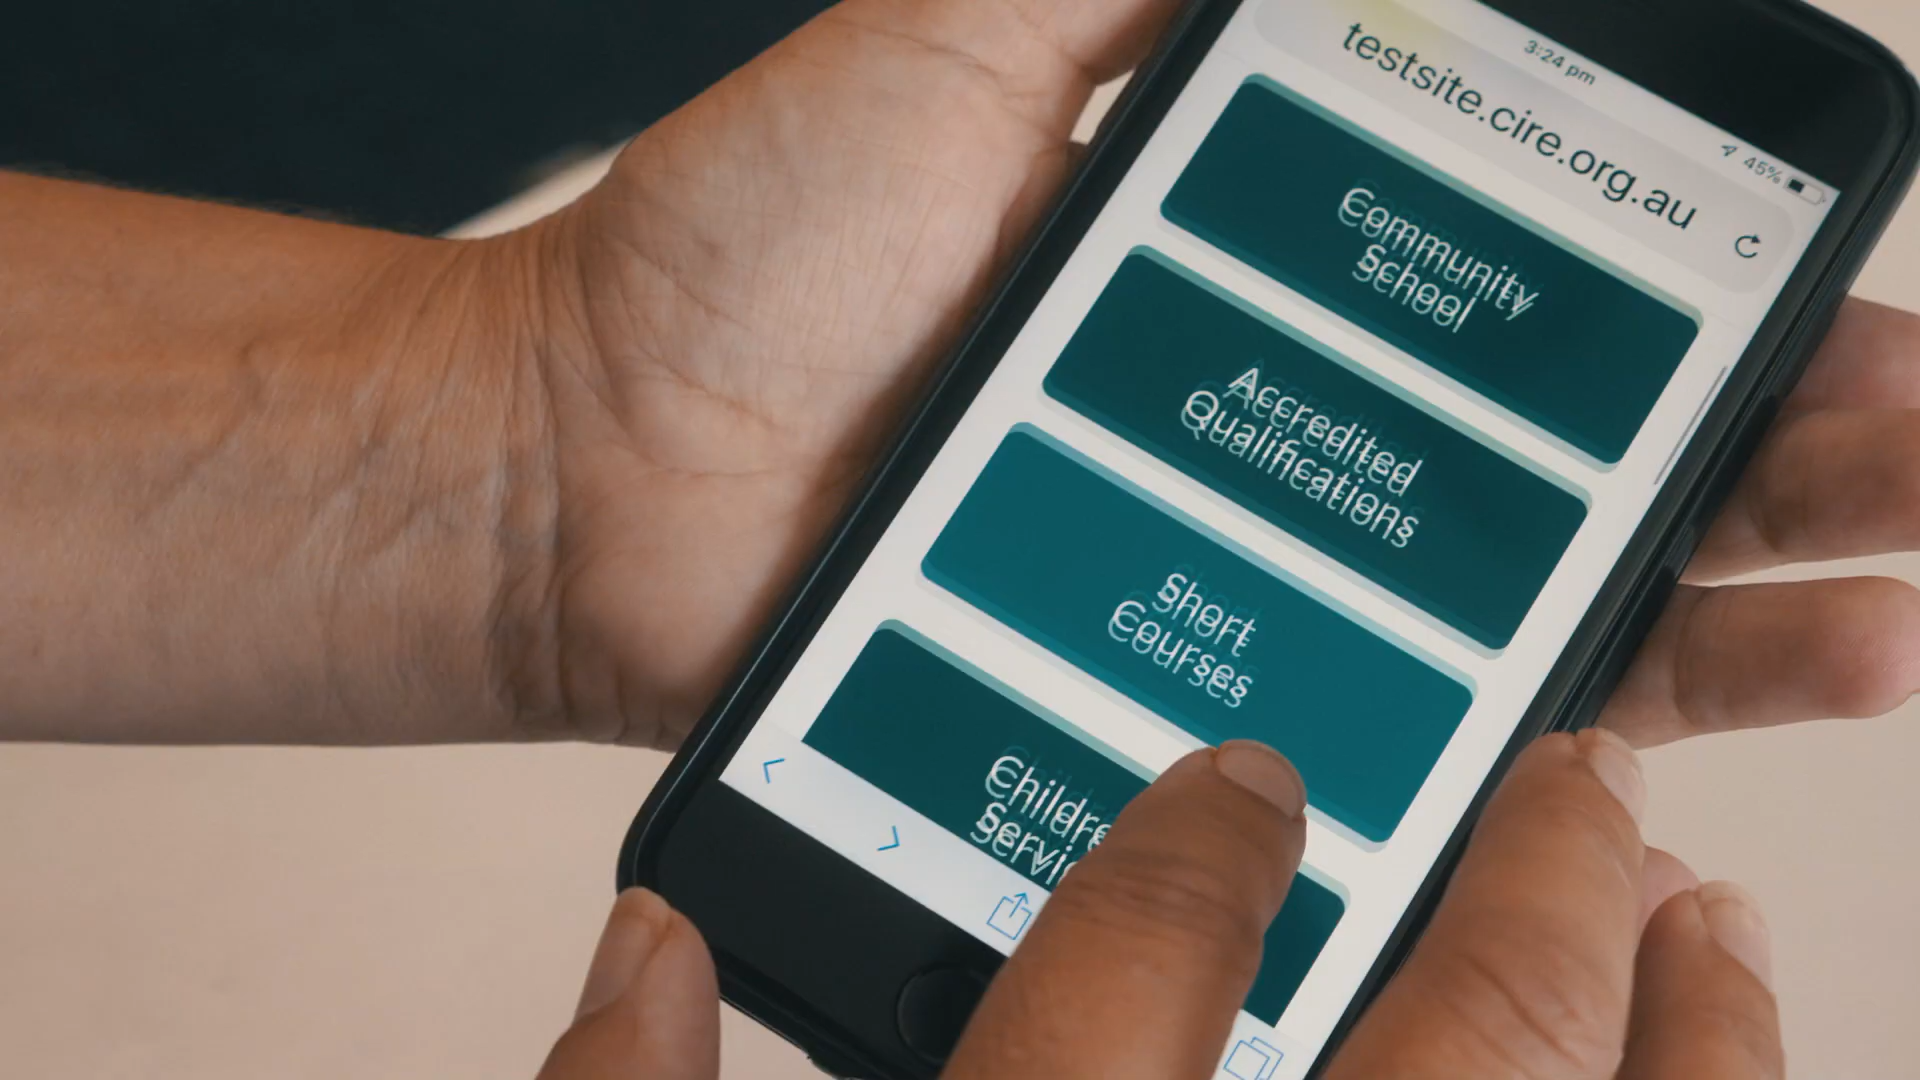 3:24 pm
45%
testsite.cire.org.au
Community
School
Accredited
Qualifications
Short
Courses